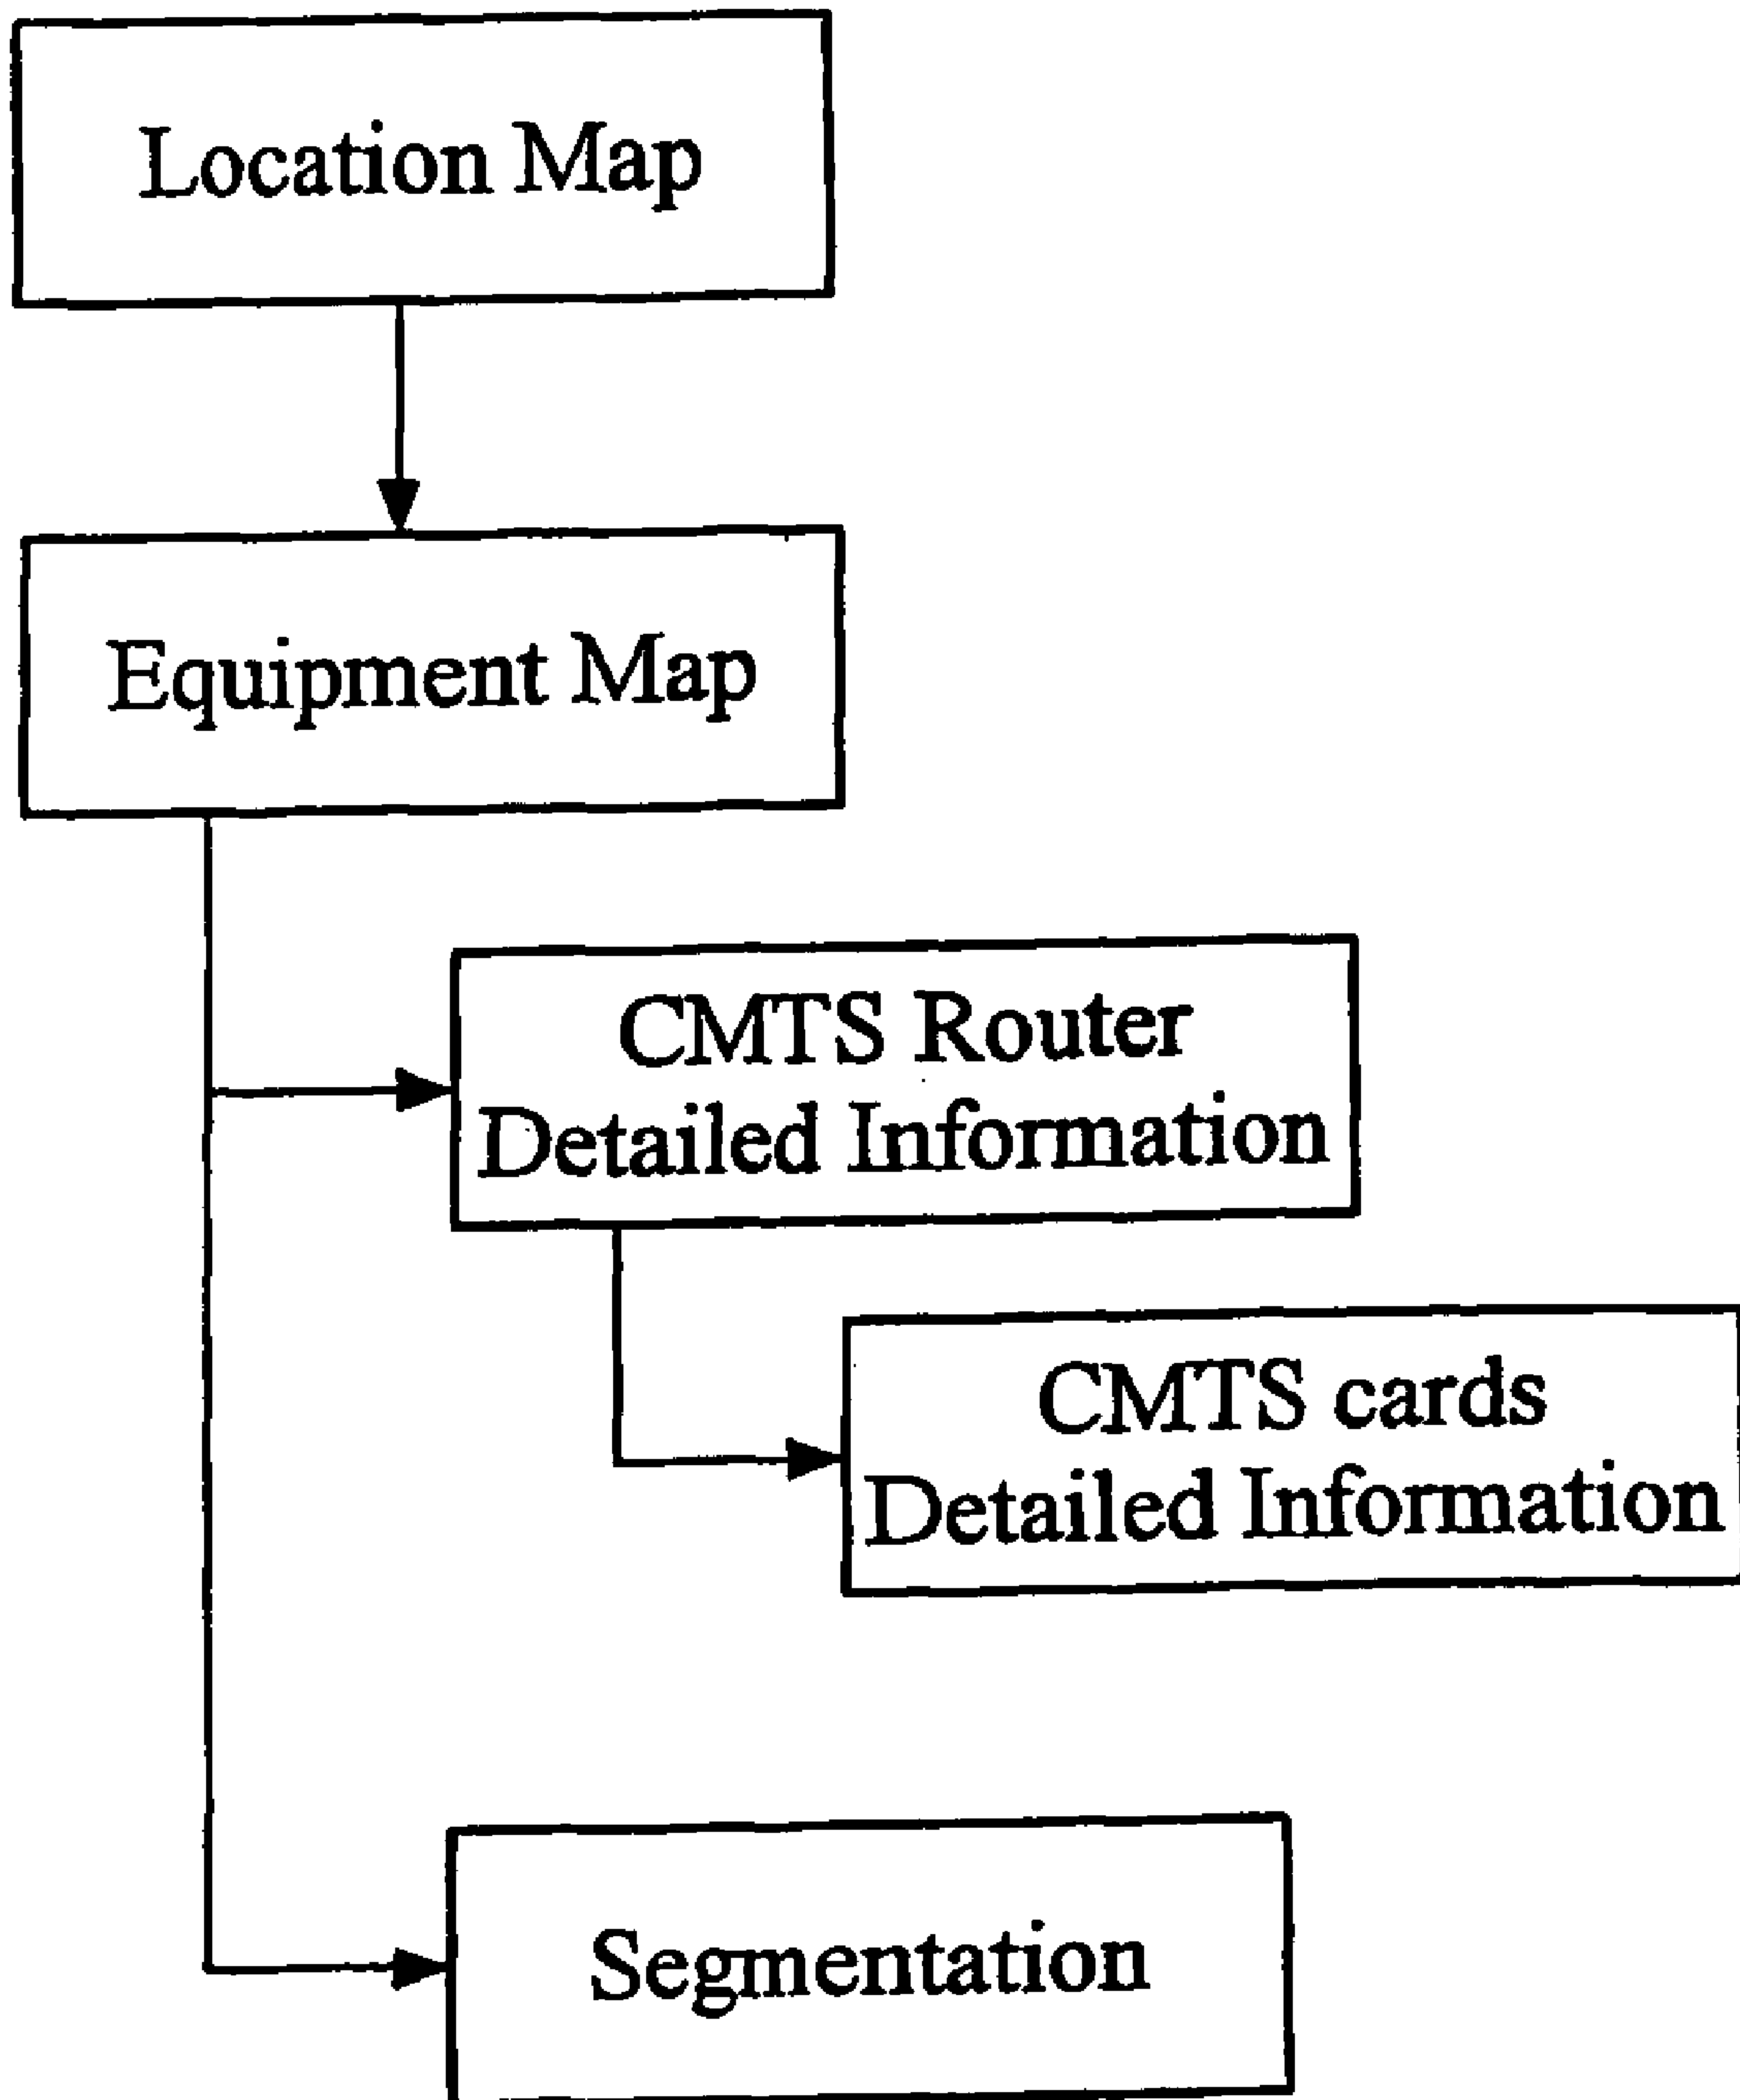 Location Map
Equipment Map
CMTS Router
Detailed Information
CMTS cards
Detailed Information
Segmentation